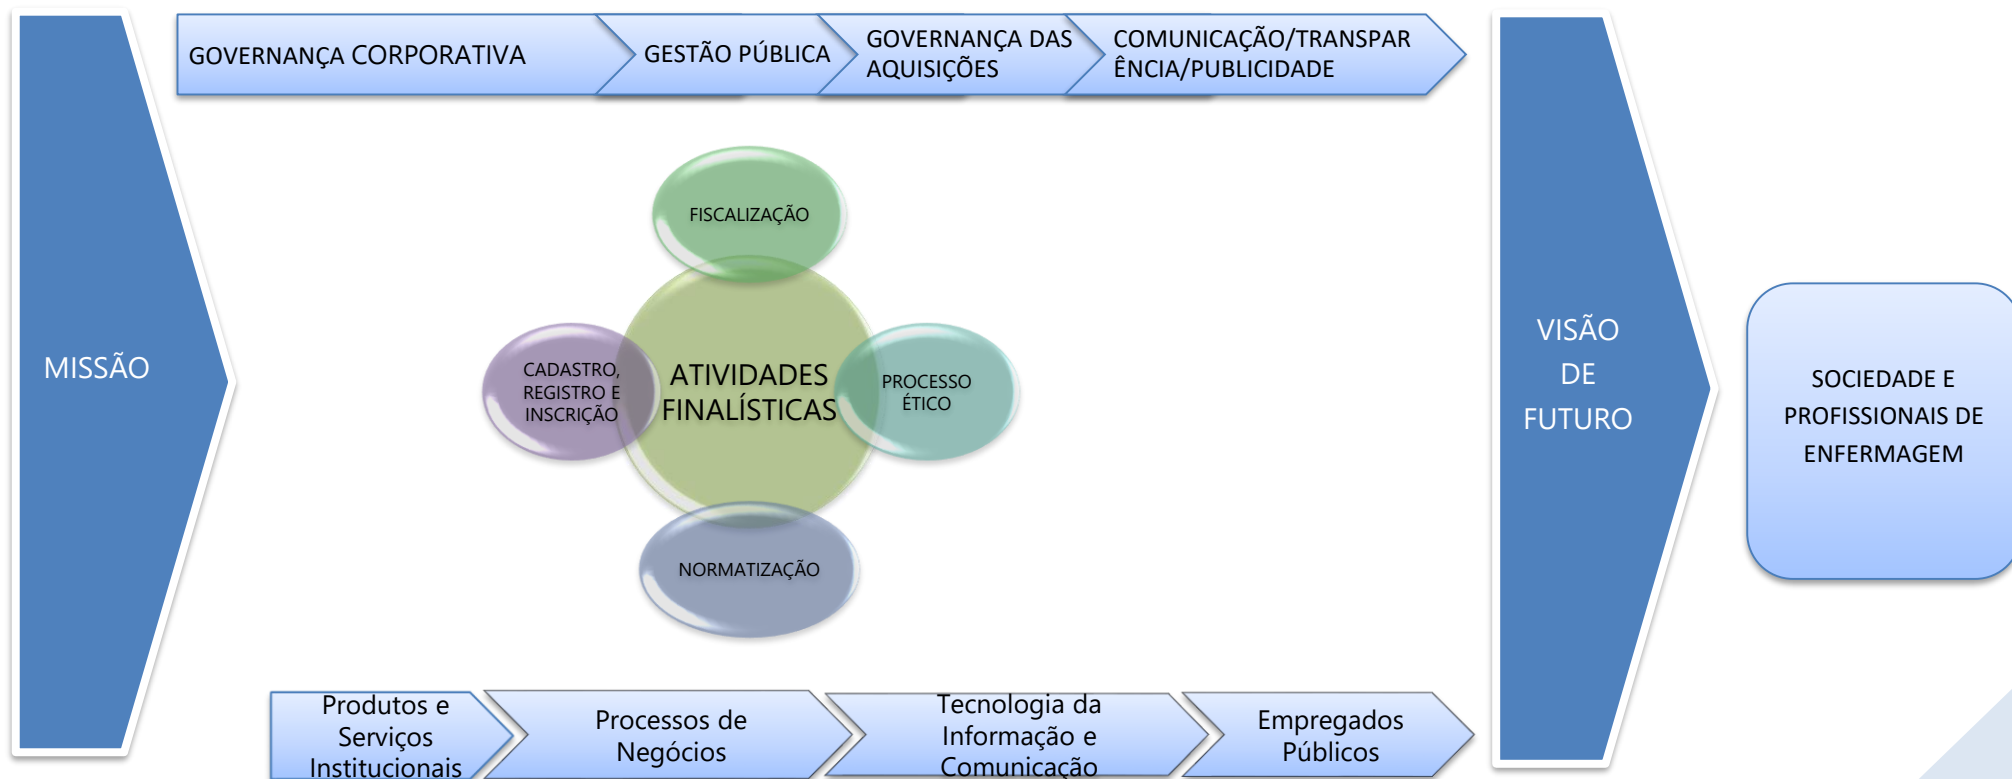 GOVERNANÇA CORPORATIVA
GESTÃO PÚBLICA
GOVERNANÇA DAS
AQUISIÇÕES
COMUNICAÇÃO/TRANSPAR
ÊNCIA/PUBLICIDADE
MISSÃO
FISCALIZAÇÃO
CADASTRO,
REGISTRO E
INSCRIÇÃO
ATIVIDADES
FINALÍSTICAS
PROCESSO
ÉTICO
NORMATIZAÇÃO
VISÃO
DE
FUTURO
SOCIEDADE E
PROFISSIONAIS DE
ENFERMAGEM
Produtos e
Serviços
Institucionais
Processos de
Negócios
Tecnologia da
Informação e
Comunicação
Empregados
Públicos